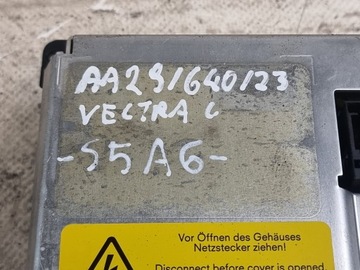 AA29/640/23
VECTRA C
-S5A6-
Vor Öffnen des Gehäuses
Netzstecker ziehen!
Disconnect before cover is opened